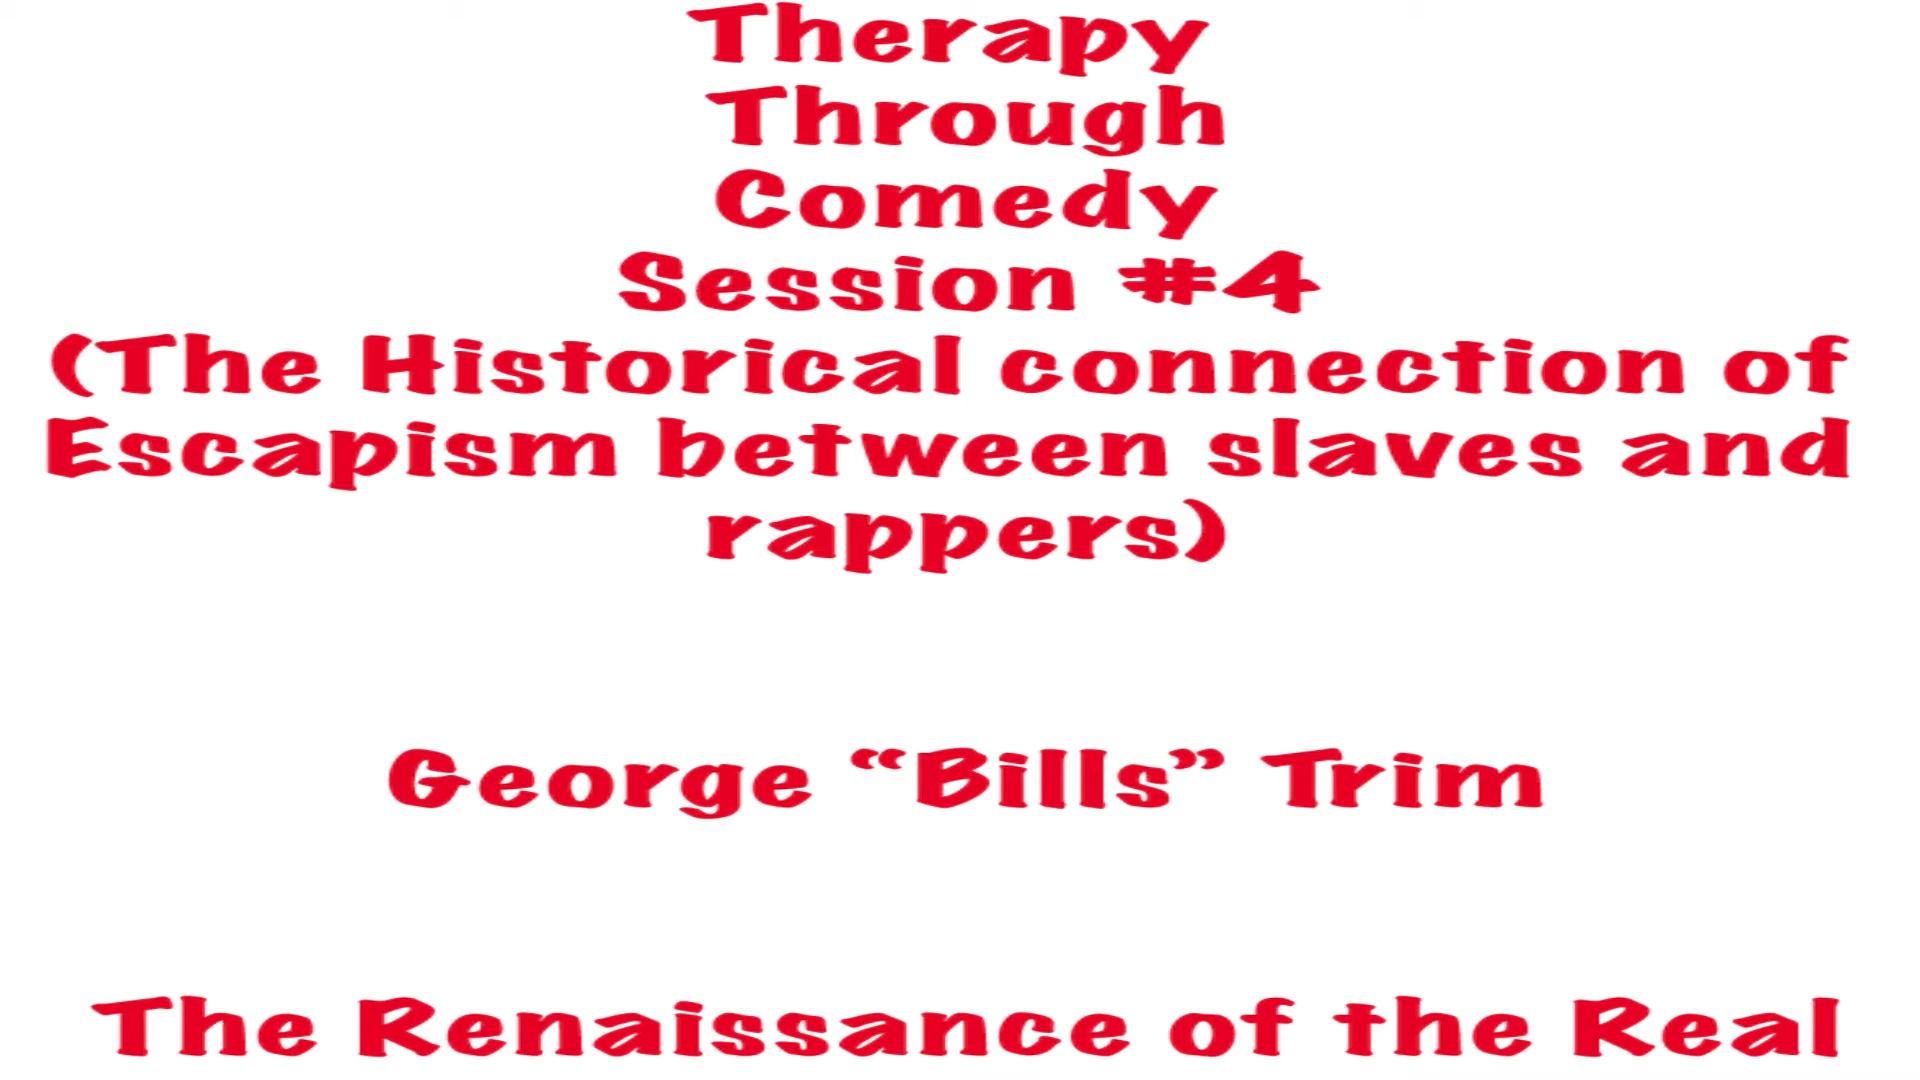 Therapy
Through
Comedy
Session #4
(The Historical connection of
Escapism between slaves and
rappers)
George “Bills” Trim
The Renaissance of the Real